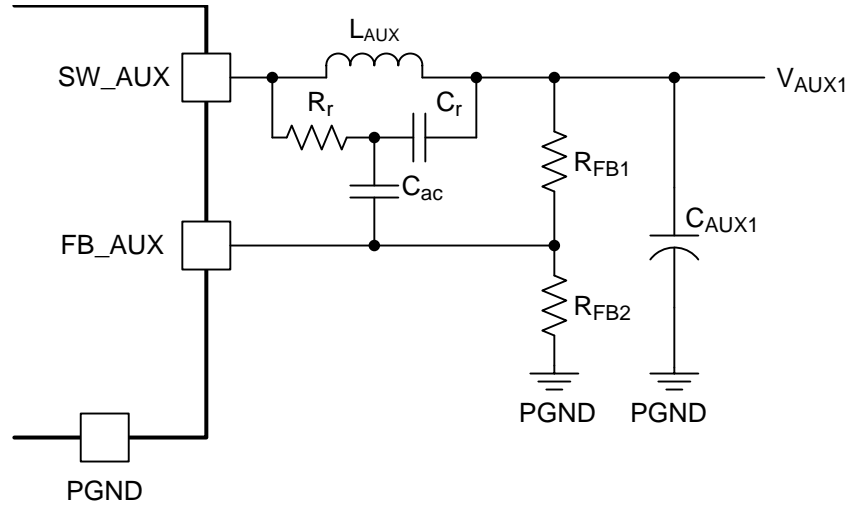 L_AUX
SW_AUX
V_AUX1
R_r
C_r
R_FB1
C_ac
C_AUX1
FB_AUX
R_FB2
PGND
PGND
PGND